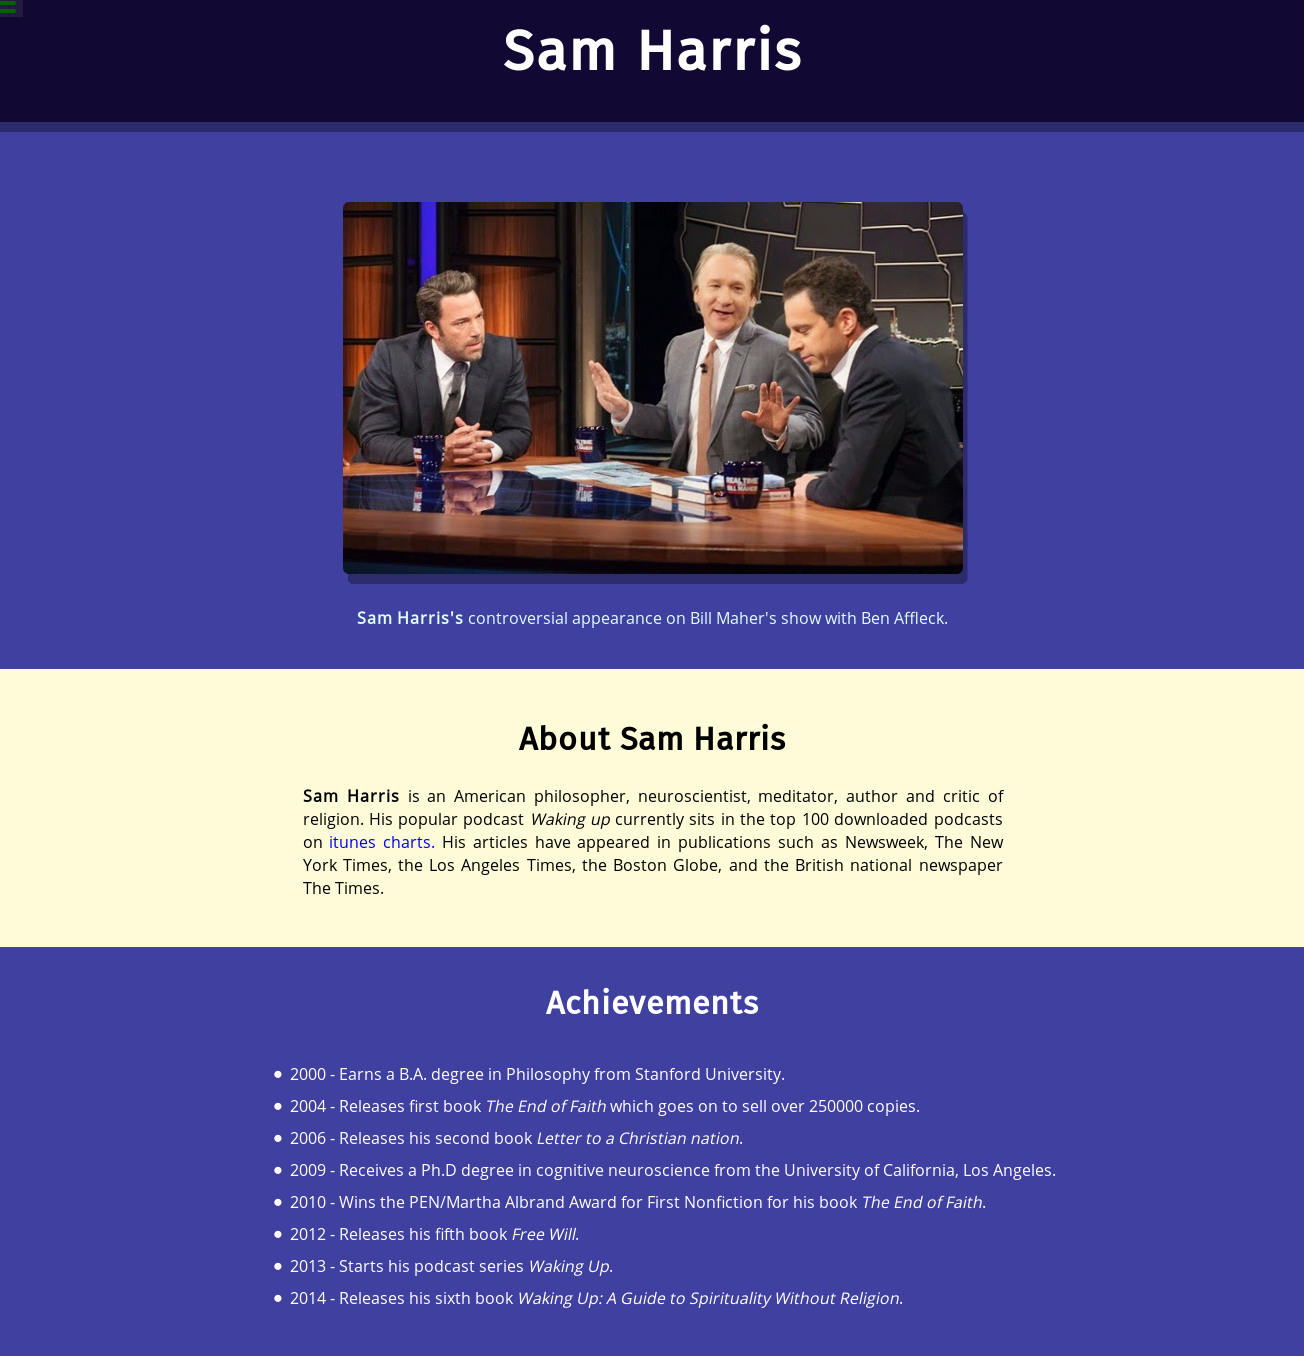 Sam Harris
REAL TIME
BILL MAHER
Sam Harris's controversial appearance on Bill Maher's show with Ben Affleck.
About Sam Harris
Sam Harris is an American philosopher, neuroscientist, meditator, author and critic of
religion. His popular podcast Waking up currently sits in the top 100 downloaded podcasts
on itunes charts. His articles have appeared in publications such as Newsweek, The New
York Times, the Los Angeles Times, the Boston Globe, and the British national newspaper
The Times.
Achievements
2000 - Earns a B.A. degree in Philosophy from Stanford University.
2004 - Releases first book The End of Faith which goes on to sell over 250000 copies.
2006 - Releases his second book Letter to a Christian nation.
2009 - Receives a Ph.D degree in cognitive neuroscience from the University of California, Los Angeles.
2010 - Wins the PEN/Martha Albrand Award for First Nonfiction for his book The End of Faith.
2012 - Releases his fifth book Free Will.
2013 - Starts his podcast series Waking Up.
2014 - Releases his sixth book Waking Up: A Guide to Spirituality Without Religion.